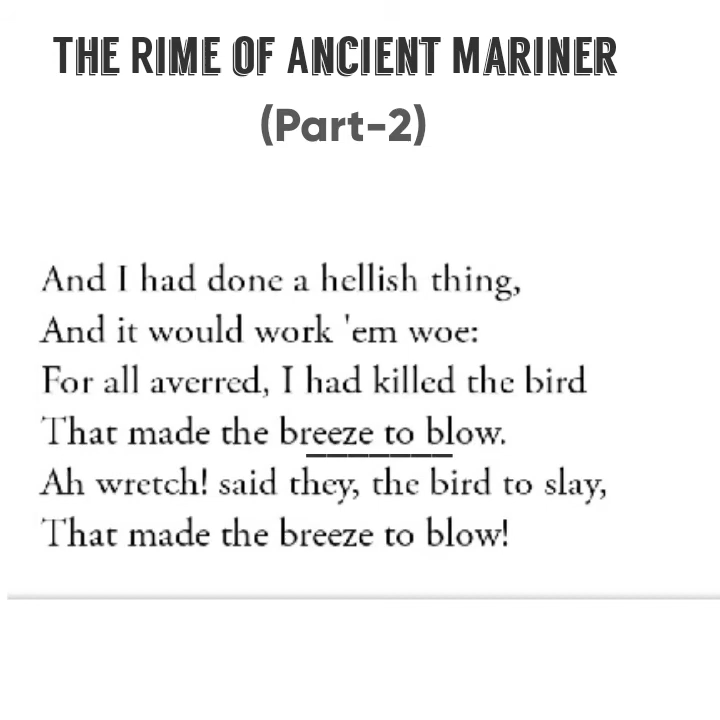 THE RIME OF ANCIENT MARINER
(Part-2)
And I had done a hellish thing,
And it would work 'em woe:
For all averred, I had killed the bird
That made the breeze to blow.
Ah wretch! said they, the bird to slay,
That made the breeze to blow!